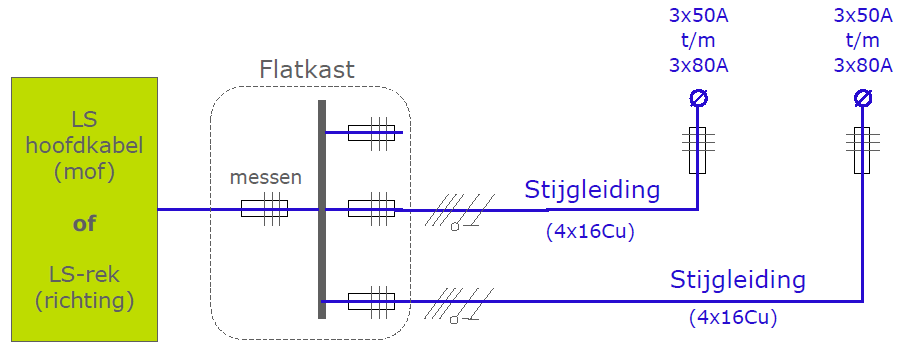 3x50A
t/m
3x80A
3x50A
t/m
3x80A
Flatkast
LS
hoofdkabel
(mof)
of
LS-rek
(richting)
messen
Stijgleiding
(4x16Cu)
Stijgleiding
(4x16Cu)